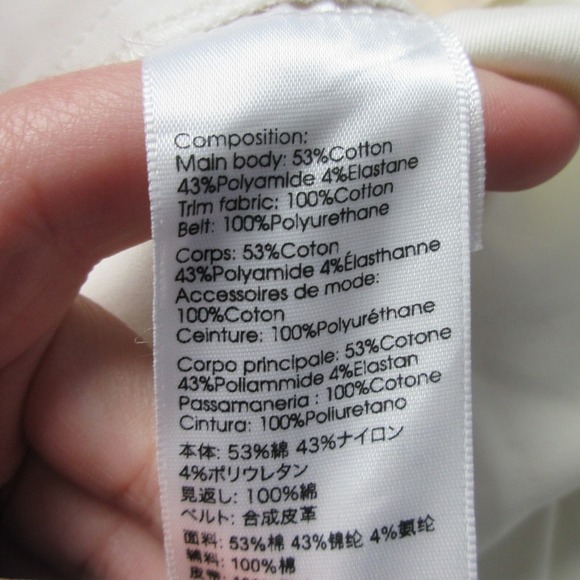 Composition:
Main body: 53%Cotton
43%Polyamide 4%Elastane
Trim fabric: 100%Cotton
Belt: 100%Polyurethane
Corps: 53%Coton
43%Polyamide 4%Élasthanne
Accessoires de mode:
100%Coton
Ceinture: 100%Polyuréthane
Corpo principale: 53%Cotone
43%Poliammide 4%Elastan
Passamaneria : 100%Cotone
Cintura: 100%Poliuretano
本体: 53%綿 43%ナイロン
4%ポリウレタン
見返し: 100%綿
ベルト: 合成皮革
面料: 53%棉 43%锦纶 4%氨纶
辅料: 100%棉